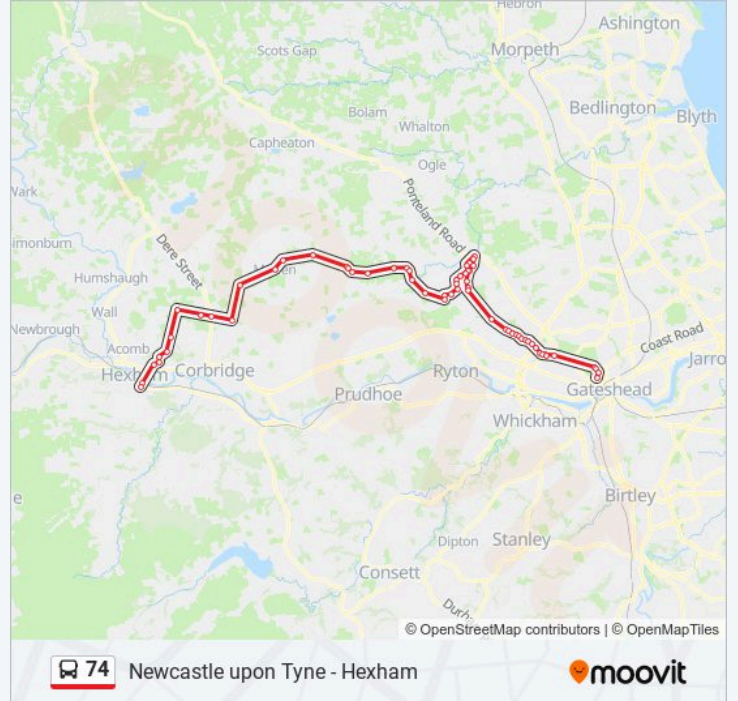 Hebron
Ashington
Scots Gap
Morpeth
Bedlington
Bolam
Blyth
Whalton
Capheaton
Ogle
Wark
Ponteland Road
Dere Street
Simonburn
Humshaugh
Wall
Newbrough
Coast Road
Acomb
Jarro
Hexham
Corbridge
Ryton
Gateshead
Prudhoe
Whickham
Birtley
e
Dipton
Stanley
Consett
Durh
© OpenStreetMap contributors | © OpenMapTiles
74 Newcastle upon Tyne - Hexham
moovit